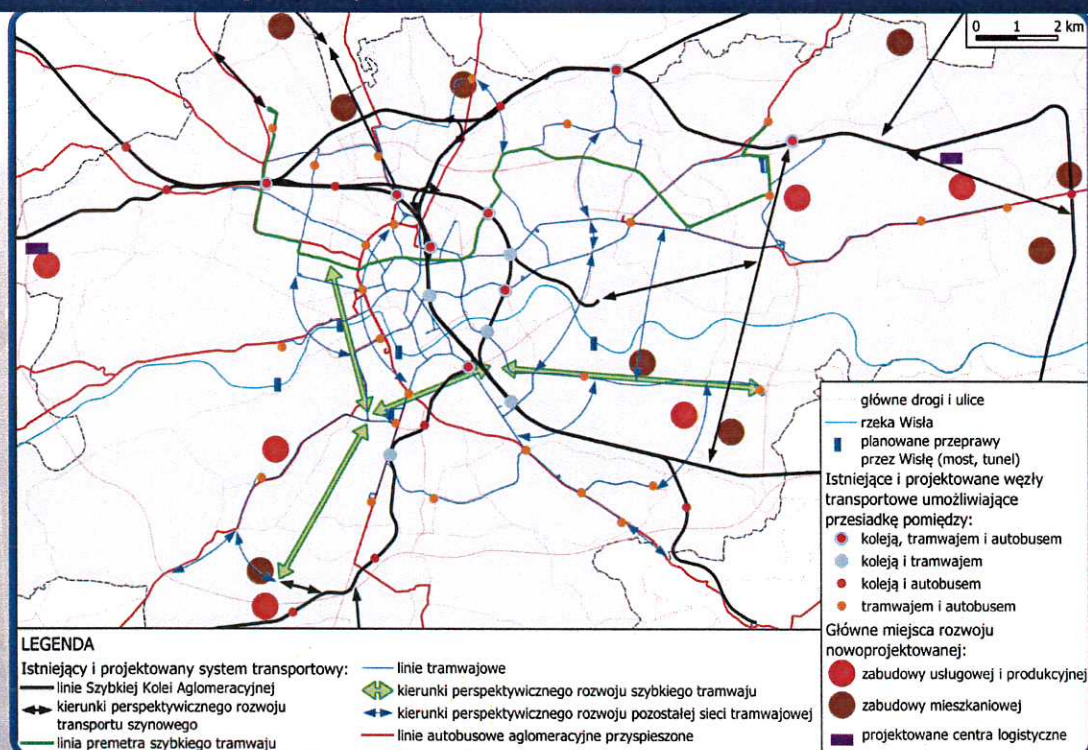 0 1 2 km
główne drogi i ulice
rzeka Wisła
planowane przeprawy
przez Wisłę (most, tunel)
Istniejące i projektowane węzły
transportowe umożliwiające
przesiadkę pomiędzy:
koleją, tramwajem i autobusem
koleją i tramwajem
koleją i autobusem
tramwajem i autobusem
Główne miejsca rozwoju
nowoprojektowanej:
zabudowy usługowej i produkcyjnej
zabudowy mieszkaniowej
projektowane centra logistyczne
LEGENDA
Istniejący i projektowany system transportowy:
linie Szybkiej Kolei Aglomeracyjnej
kierunki perspektywicznego rozwoju
transportu szynowego
linia premetra szybkiego tramwaju
linie tramwajowe
kierunki perspektywicznego rozwoju szybkiego tramwaju
kierunki perspektywicznego rozwoju pozostałej sieci tramwajowej
linie autobusowe aglomeracyjne przyspieszone